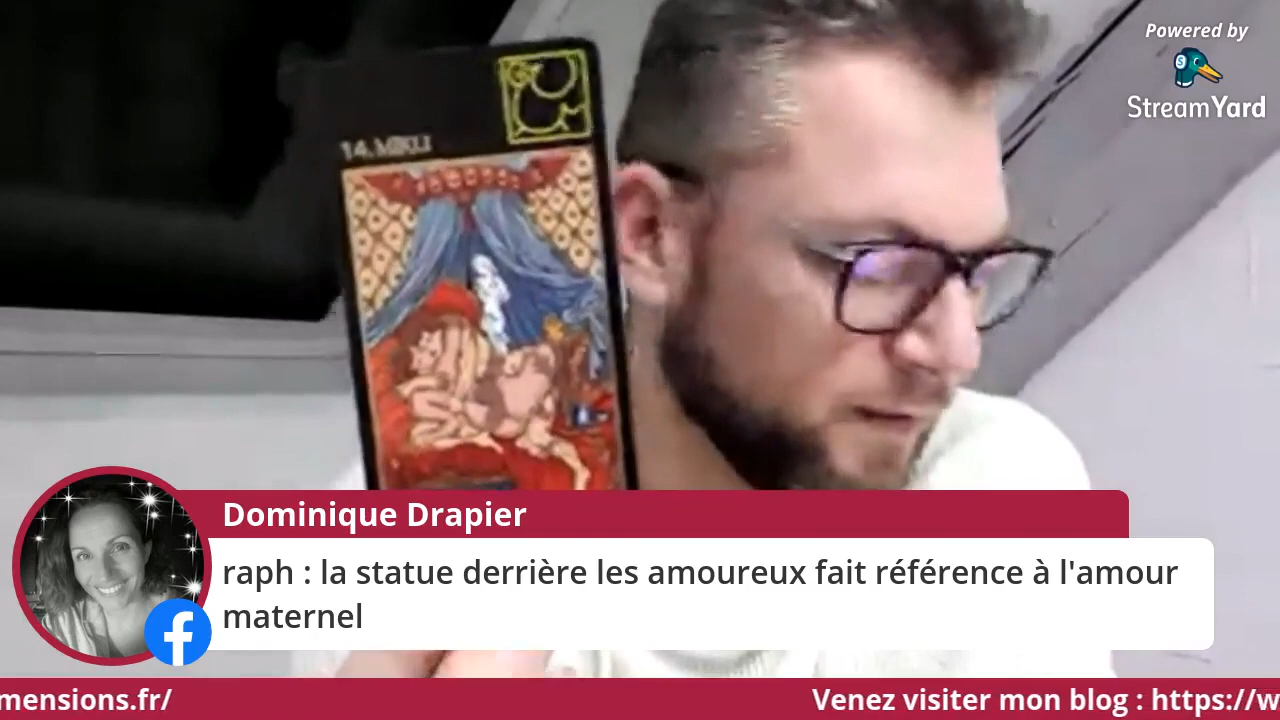 Powered by
StreamYard
14. MIKLI
Dominique Drapier
raph : la statue derrière les amoureux fait référence à l'amour
maternel
mensions.fr/
Venez visiter mon blog : https://w